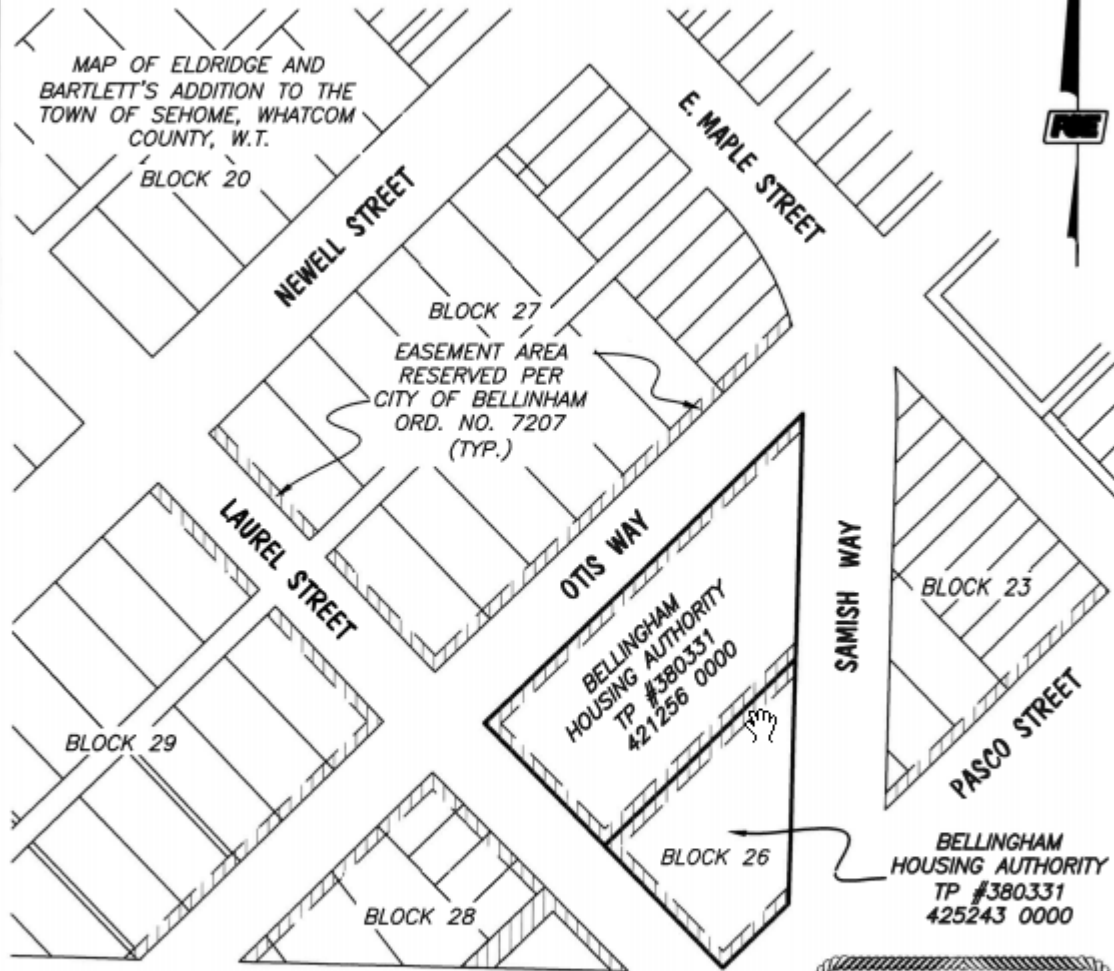 MAP OF ELDRIDGE AND
BARTLETT'S ADDITION TO THE
TOWN OF SEHOME, WHATCOM
COUNTY, W.T.
BLOCK 20
NEWELL STREET
E. MAPLE STREET
BLOCK 27
EASEMENT AREA
RESERVED PER
CITY OF BELLINHAM
ORD. NO. 7207
(TYP.)
LAUREL STREET
OTIS WAY
SAMISH WAY
BLOCK 23
BELLINGHAM
HOUSING AUTHORITY
TP #380331
421256 0000
PASCO STREET
BLOCK 29
BLOCK 26
BLOCK 28
BELLINGHAM
HOUSING AUTHORITY
TP #380331
425243 0000